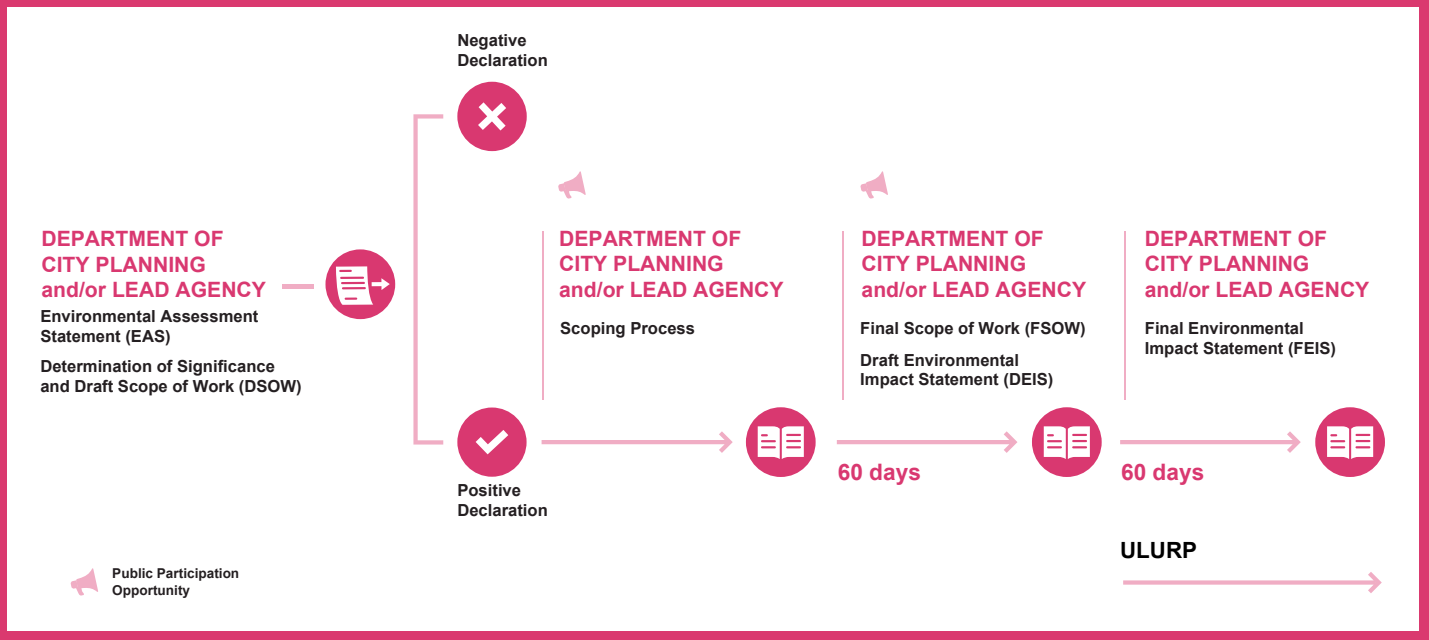 Negative
Declaration
DEPARTMENT OF
CITY PLANNING
and/or LEAD AGENCY
Environmental Assessment
Statement (EAS)
Determination of Significance
and Draft Scope of Work (DSOW)
DEPARTMENT OF
CITY PLANNING
and/or LEAD AGENCY
Scoping Process
DEPARTMENT OF
CITY PLANNING
and/or LEAD AGENCY
Final Scope of Work (FSOW)
Draft Environmental
Impact Statement (DEIS)
DEPARTMENT OF
CITY PLANNING
and/or LEAD AGENCY
Final Environmental
Impact Statement (FEIS)
60 days
60 days
Positive
Declaration
ULURP
Public Participation
Opportunity